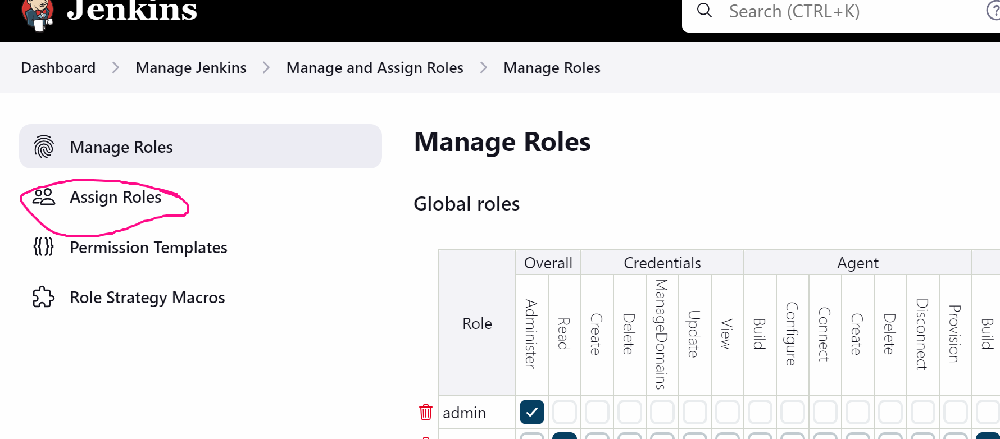 Jenkins
Search (CTRL+K)
Dashboard > Manage Jenkins > Manage and Assign Roles > Manage Roles
Manage Roles
Assign Roles
Permission Templates
Role Strategy Macros
Manage Roles
Global roles
Role
Overall Credentials Agent
Administer Read Create Delete ManageDomains Update View Build Configure Connect Create Delete Disconnect Provision Build
admin